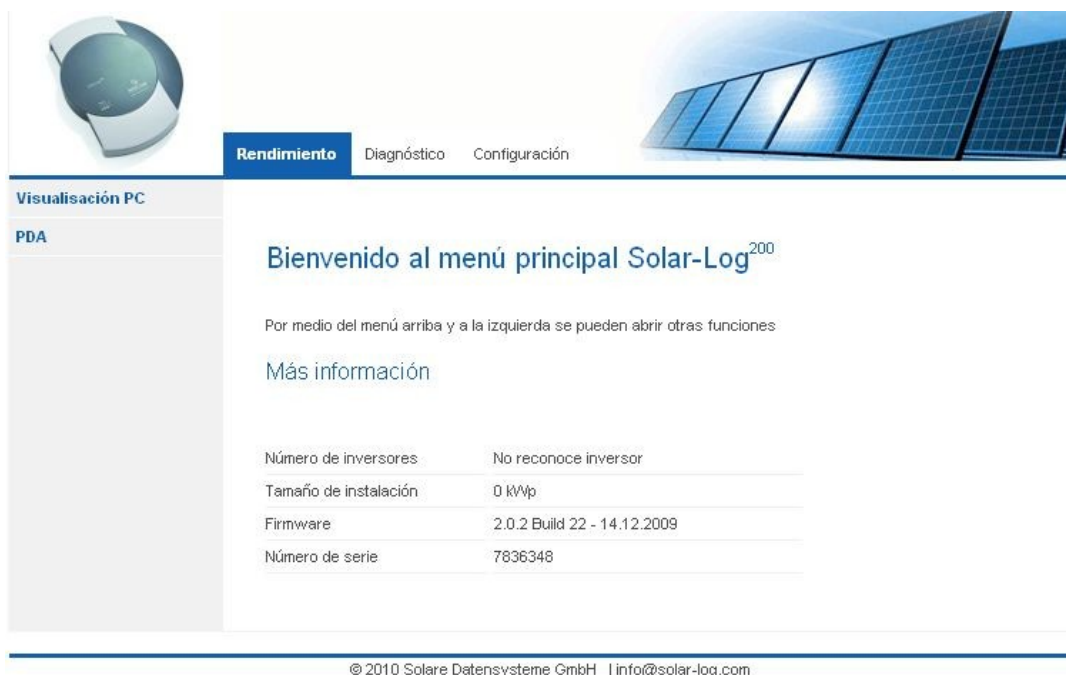 Rendimiento Diagnóstico Configuración
Visualisación PC
PDA
Bienvenido al menú principal Solar-Log200
Por medio del menú arriba y a la izquierda se pueden abrir otras funciones
Más información
Número de inversores No reconoce inversor
Tamaño de instalación 0 kWp
Firmware 2.0.2 Build 22 - 14.12.2009
Número de serie 7836348
© 2010 Solare Datensysteme GmbH | info@solar-log.com